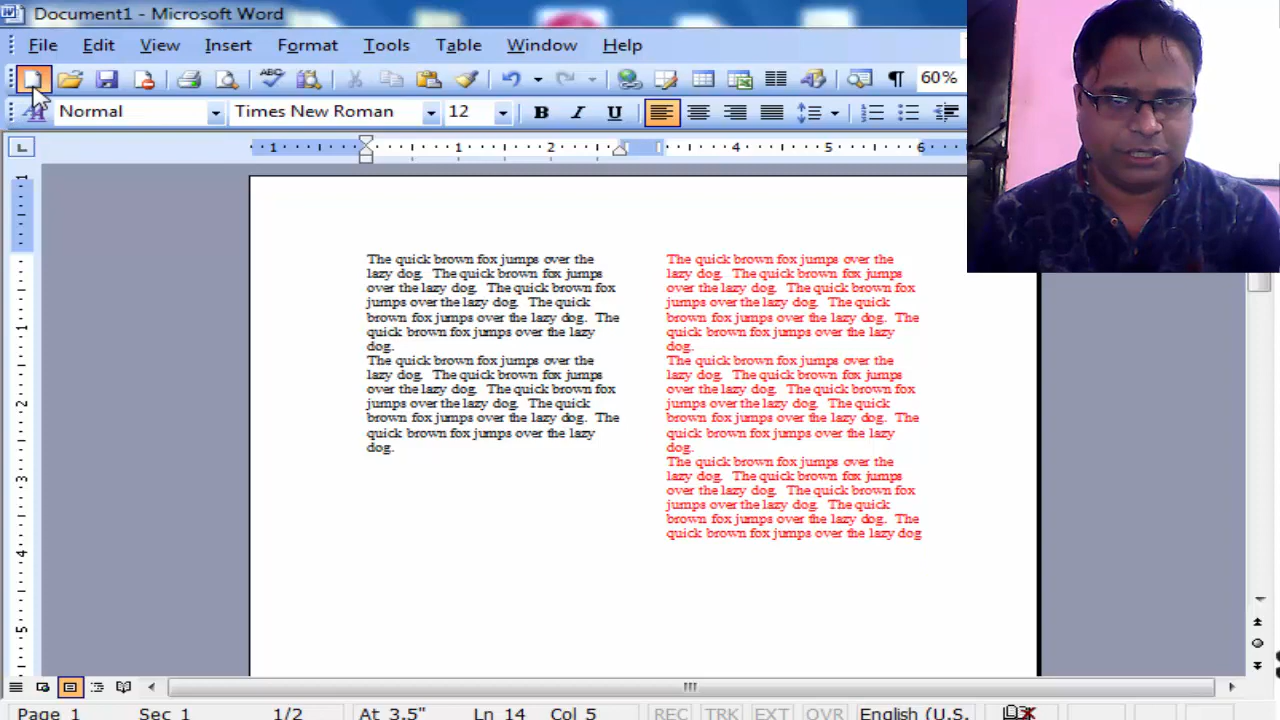 Document1 - Microsoft Word
File Edit View Insert Format Tools Table Window Help
60%
Normal Times New Roman 12 B I U
1 1 2 4 5 6
The quick brown fox jumps over the
lazy dog. The quick brown fox jumps
over the lazy dog. The quick brown fox
jumps over the lazy dog. The quick
brown fox jumps over the lazy dog. The
quick brown fox jumps over the lazy
dog.
The quick brown fox jumps over the
lazy dog. The quick brown fox jumps
over the lazy dog. The quick brown fox
jumps over the lazy dog. The quick
brown fox jumps over the lazy dog. The
quick brown fox jumps over the lazy
dog.
The quick brown fox jumps over the
lazy dog. The quick brown fox jumps
over the lazy dog. The quick brown fox
jumps over the lazy dog. The quick
brown fox jumps over the lazy dog. The
quick brown fox jumps over the lazy
dog.
The quick brown fox jumps over the
lazy dog. The quick brown fox jumps
over the lazy dog. The quick brown fox
jumps over the lazy dog. The quick
brown fox jumps over the lazy dog. The
quick brown fox jumps over the lazy
dog.
The quick brown fox jumps over the
lazy dog. The quick brown fox jumps
over the lazy dog. The quick brown fox
jumps over the lazy dog. The quick
brown fox jumps over the lazy dog. The
quick brown fox jumps over the lazy dog
1
1
2
3
4
5
Page 1 Sec 1 1/2 At 3.5" Ln 14 Col 5 REC TRK EXT OVR English (U.S.